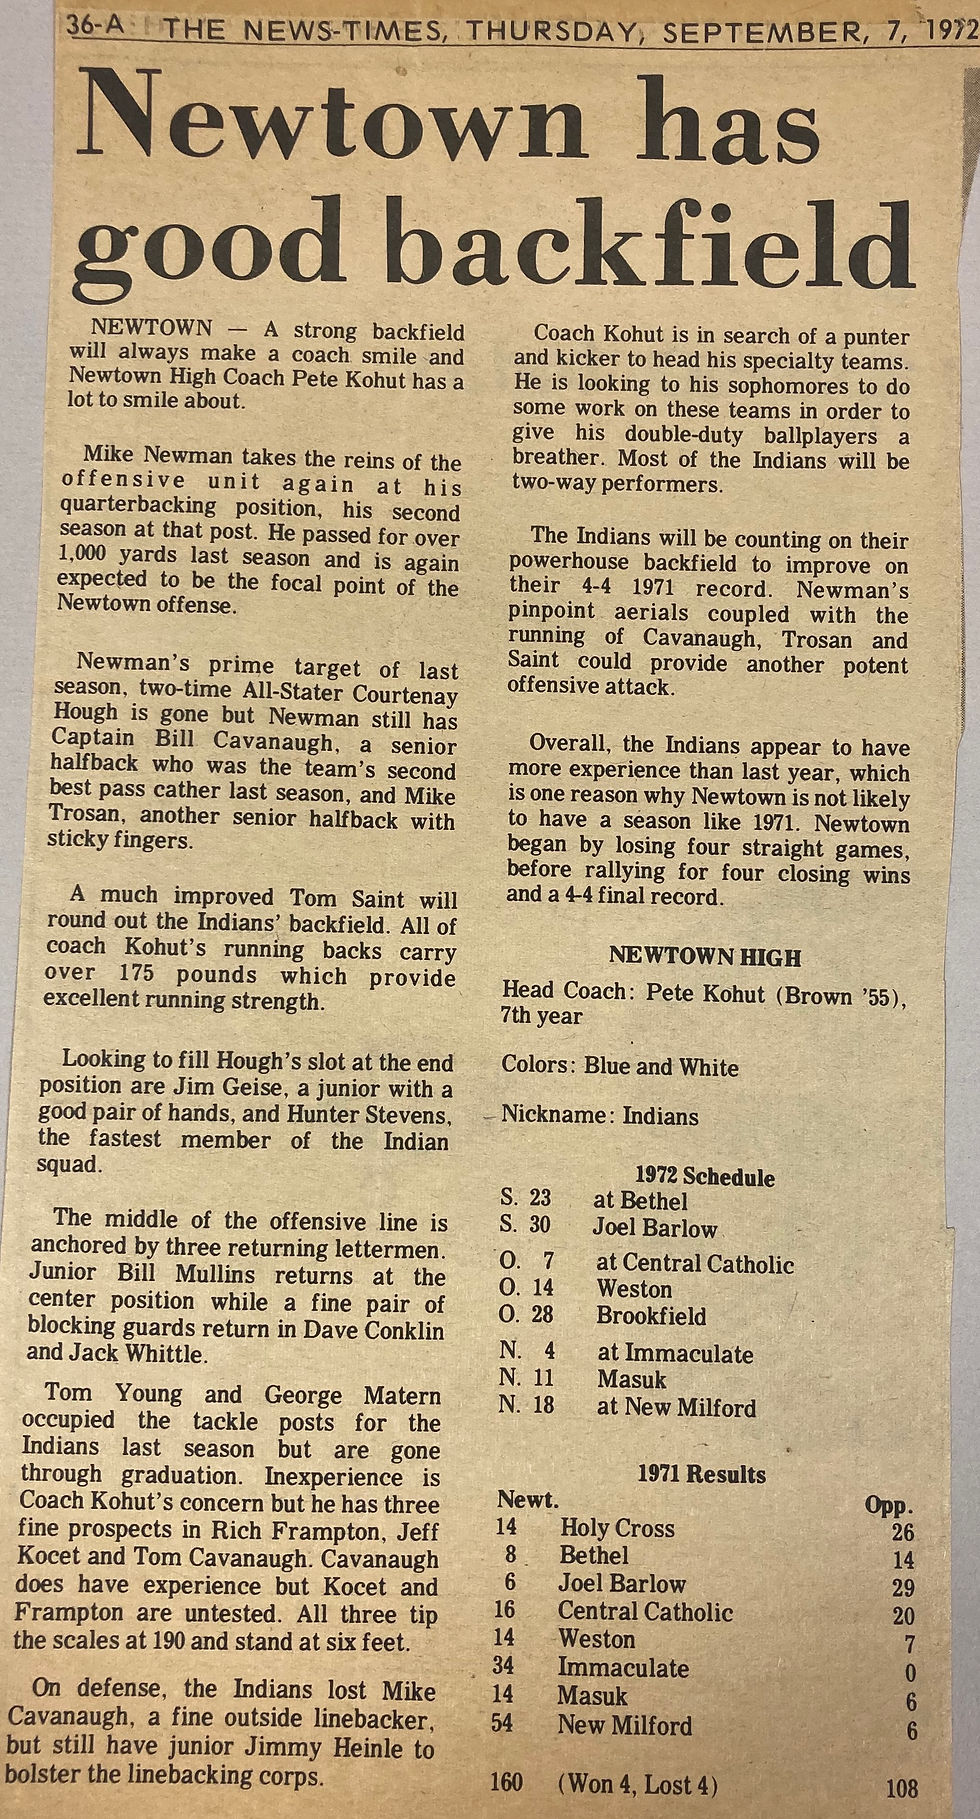 36-A THE NEWS-TIMES, THURSDAY, SEPTEMBER, 7, 1972
Newtown has
good backfield
NEWTOWN — A strong backfield
will always make a coach smile and
Newtown High Coach Pete Kohut has a
lot to smile about.
Mike Newman takes the reins of the
offensive unit again at his
quarterbacking position, his second
season at that post. He passed for over
1,000 yards last season and is again
expected to be the focal point of the
Newtown offense.
Newman's prime target of last
season, two-time All-Stater Courtenay
Hough is gone but Newman still has
Captain Bill Cavanaugh, a senior
halfback who was the team's second
best pass cather last season, and Mike
Trosan, another senior halfback with
sticky fingers.
A much improved Tom Saint will
round out the Indians' backfield. All of
coach Kohut's running backs carry
over 175 pounds which provide
excellent running strength.
Looking to fill Hough's slot at the end
position are Jim Geise, a junior with a
good pair of hands, and Hunter Stevens,
the fastest member of the Indian
squad.
The middle of the offensive line is
anchored by three returning lettermen.
Junior Bill Mullins returns at the
center position while a fine pair of
blocking guards return in Dave Conklin
and Jack Whittle.
Tom Young and George Matern
occupied the tackle posts for the
Indians last season but are gone
through graduation. Inexperience is
Coach Kohut's concern but he has three
fine prospects in Rich Frampton, Jeff
Kocet and Tom Cavanaugh. Cavanaugh
does have experience but Kocet and
Frampton are untested. All three tip
the scales at 190 and stand at six feet.
On defense, the Indians lost Mike
Cavanaugh, a fine outside linebacker,
but still have junior Jimmy Heinle to
bolster the linebacking corps.
Coach Kohut is in search of a punter
and kicker to head his specialty teams.
He is looking to his sophomores to do
some work on these teams in order to
give his double-duty ballplayers a
breather. Most of the Indians will be
two-way performers.
The Indians will be counting on their
powerhouse backfield to improve on
their 4-4 1971 record. Newman's
pinpoint aerials coupled with the
running of Cavanaugh, Trosan and
Saint could provide another potent
offensive attack.
Overall, the Indians appear to have
more experience than last year, which
is one reason why Newtown is not likely
to have a season like 1971. Newtown
began by losing four straight games,
before rallying for four closing wins
and a 4-4 final record.
NEWTOWN HIGH
Head Coach: Pete Kohut (Brown '55),
7th year
Colors: Blue and White
Nickname: Indians
1972 Schedule
S. 23 at Bethel
S. 30 Joel Barlow
O. 7 at Central Catholic
O. 14 Weston
O. 28 Brookfield
N. 4 at Immaculate
N. 11 Masuk
N. 18 at New Milford
1971 Results
Newt. Opp.
14 Holy Cross 26
8 Bethel 14
6 Joel Barlow 29
16 Central Catholic 20
14 Weston 7
34 Immaculate 0
14 Masuk 6
54 New Milford 6
160 (Won 4, Lost 4) 108